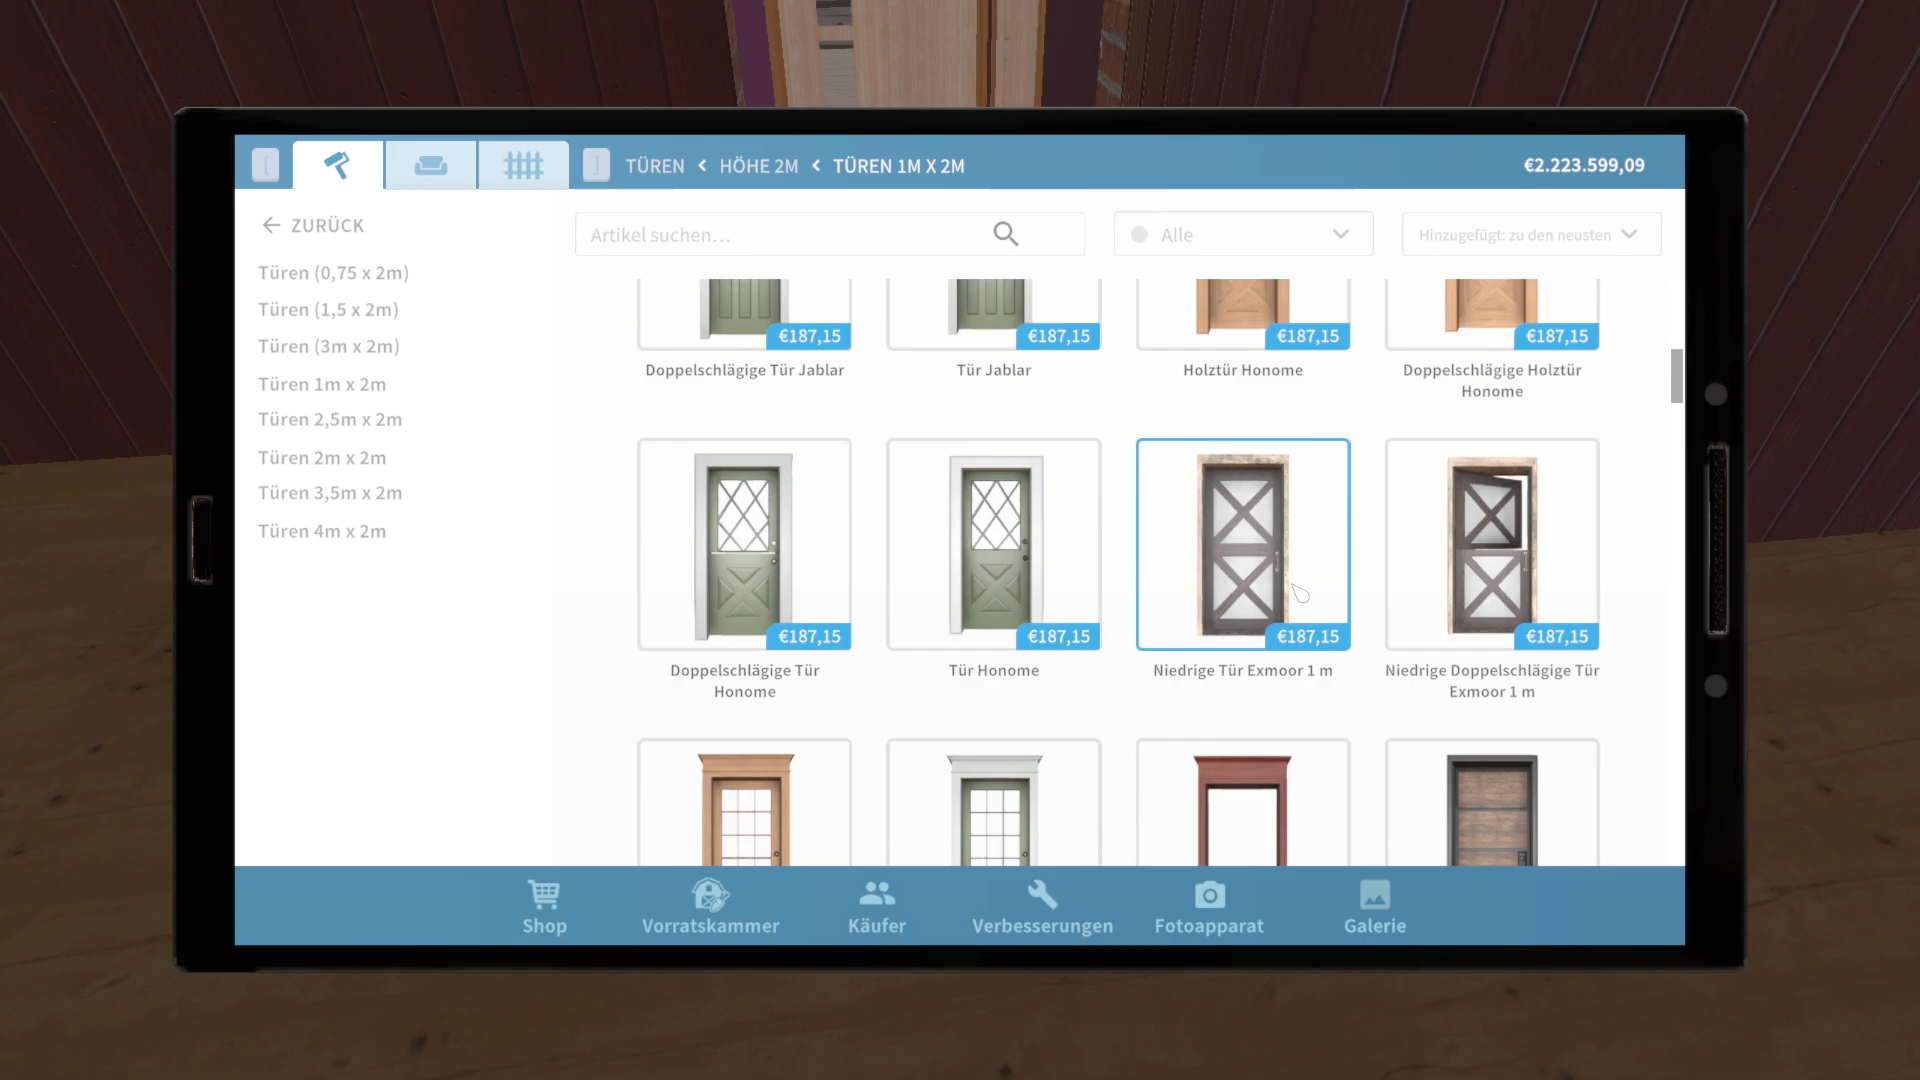 [
]
TÜREN < HÖHE 2M < TÜREN 1M X 2M
€2.223.599,09
ZURÜCK
Türen (0,75 x 2m)
Türen (1,5 x 2m)
Türen (3m x 2m)
Türen 1m x 2m
Türen 2,5m x 2m
Türen 2m x 2m
Türen 3,5m x 2m
Türen 4m x 2m
Artikel suchen…
Alle
Hinzugefügt: zu den neusten
€187,15
€187,15
€187,15
€187,15
Doppelschlägige Tür Jablar
Tür Jablar
Holztür Honome
Doppelschlägige Holztür
Honome
€187,15
€187,15
€187,15
€187,15
Doppelschlägige Tür
Honome
Tür Honome
Niedrige Tür Exmoor 1 m
Niedrige Doppelschlägige Tür
Exmoor 1 m
Shop
Vorratskammer
Käufer
Verbesserungen
Fotoapparat
Galerie